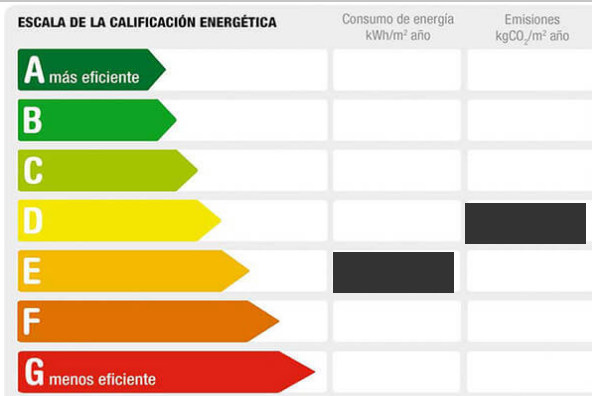 ESCALA DE LA CALIFICACIÓN ENERGÉTICA
Consumo de energía
kWh/m² año
Emisiones
kgCO₂/m² año
A más eficiente
B
C
D
E
F
G menos eficiente